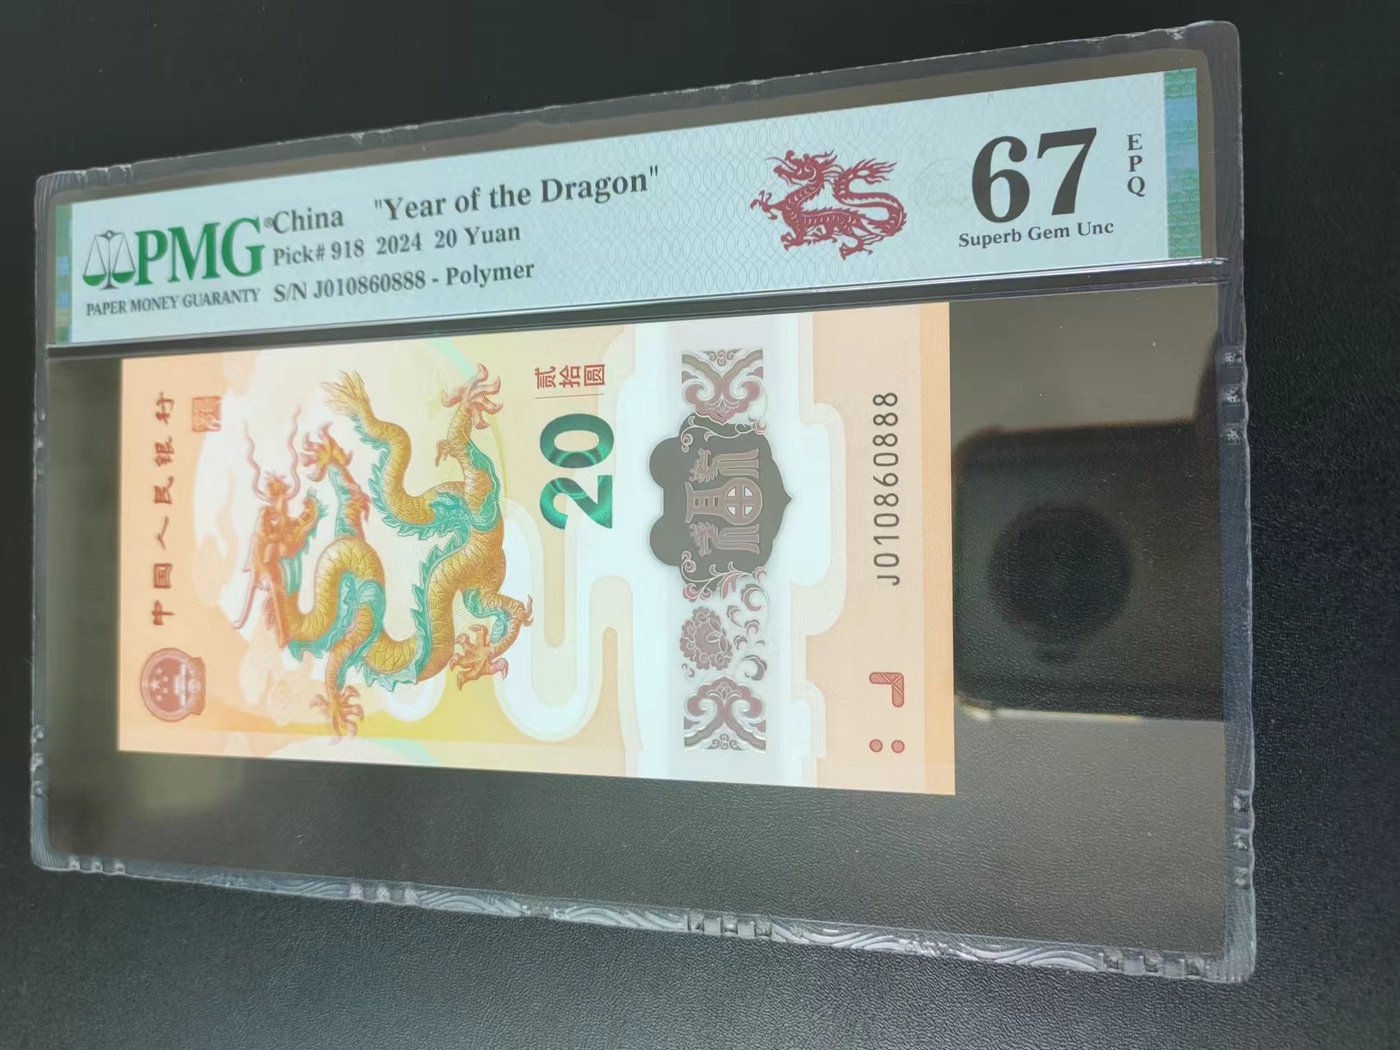 PMG®
PAPER MONEY GUARANTY
China "Year of the Dragon"
Pick# 918 2024 20 Yuan
S/N J010860888 - Polymer
67
EPQ
Superb Gem Unc
中国人民银行
贰拾圆
20
J010860888